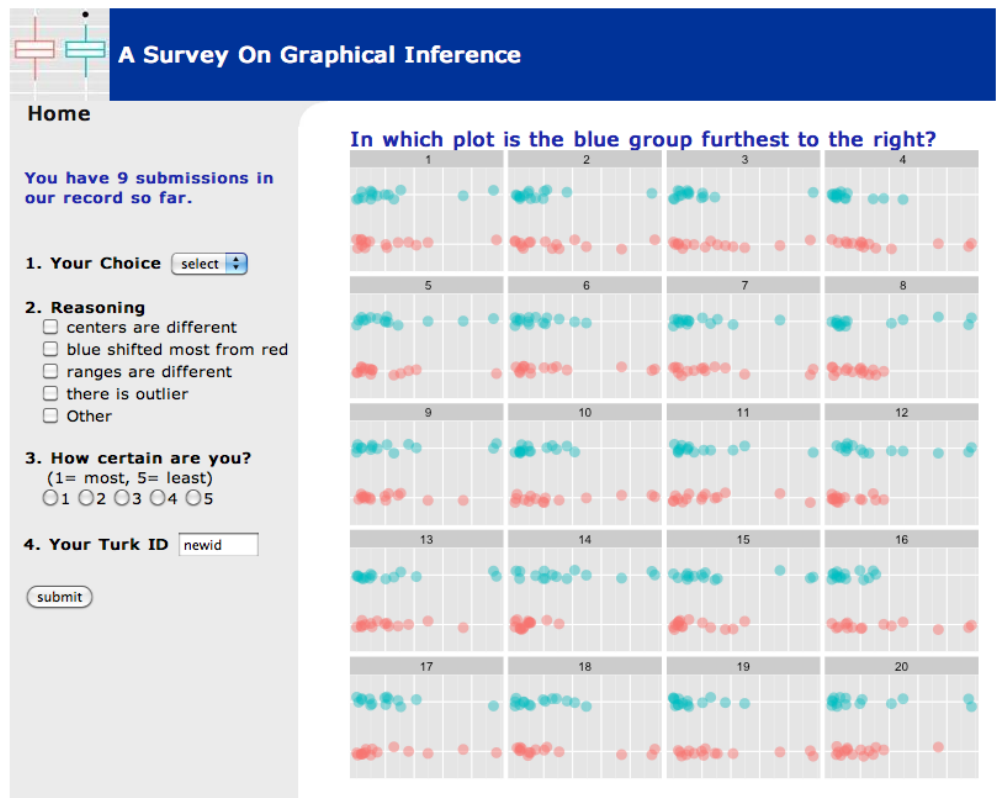 A Survey On Graphical Inference
Home
You have 9 submissions in
our record so far.
1. Your Choice select
2. Reasoning
centers are different
blue shifted most from red
ranges are different
there is outlier
Other
3. How certain are you?
(1= most, 5= least)
1 2 3 4 5
4. Your Turk ID newid
submit
In which plot is the blue group furthest to the right?
1 2 3 4
5 6 7 8
9 10 11 12
13 14 15 16
17 18 19 20